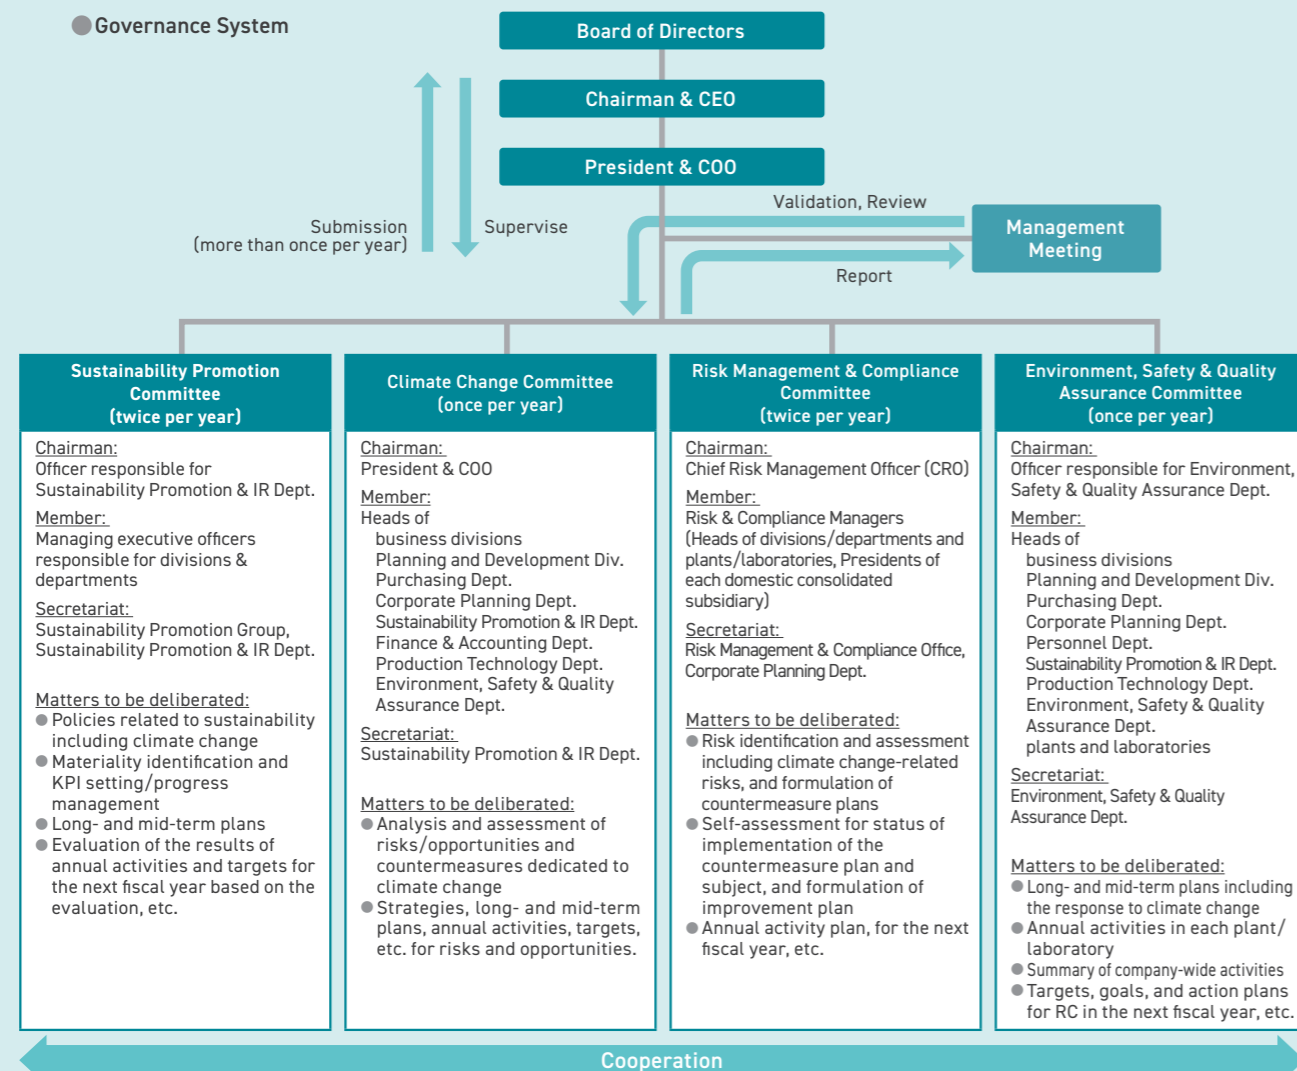 ● Governance System
Board of Directors
Chairman & CEO
President & COO
Submission
(more than once per year)
Supervise
Validation, Review
Management
Meeting
Report
Sustainability Promotion
Committee
(twice per year)
Chairman:
Officer responsible for
Sustainability Promotion & IR Dept.
Member:
Managing executive officers
responsible for divisions &
departments
Secretariat:
Sustainability Promotion Group,
Sustainability Promotion & IR Dept.
Matters to be deliberated:
● Policies related to sustainability
including climate change
● Materiality identification and
KPI setting/progress
management
● Long- and mid-term plans
● Evaluation of the results of
annual activities and targets for
the next fiscal year based on the
evaluation, etc.
Climate Change Committee
(once per year)
Chairman:
President & COO
Member:
Heads of
business divisions
Planning and Development Div.
Purchasing Dept.
Corporate Planning Dept.
Sustainability Promotion & IR Dept.
Finance & Accounting Dept.
Production Technology Dept.
Environment, Safety & Quality
Assurance Dept.
Secretariat:
Sustainability Promotion & IR Dept.
Matters to be deliberated:
● Analysis and assessment of
risks/opportunities and
countermeasures dedicated to
climate change
● Strategies, long- and mid-term
plans, annual activities, targets,
etc. for risks and opportunities.
Risk Management & Compliance
Committee
(twice per year)
Chairman:
Chief Risk Management Officer (CRO)
Member:
Risk & Compliance Managers
(Heads of divisions/departments and
plants/laboratories, Presidents of
each domestic consolidated
subsidiary)
Secretariat:
Risk Management & Compliance Office,
Corporate Planning Dept.
Matters to be deliberated:
● Risk identification and assessment
including climate change-related
risks, and formulation of
countermeasure plans
● Self-assessment for status of
implementation of the
countermeasure plan and
subject, and formulation of
improvement plan
● Annual activity plan, for the next
fiscal year, etc.
Environment, Safety & Quality
Assurance Committee
(once per year)
Chairman:
Officer responsible for Environment,
Safety & Quality Assurance Dept.
Member:
Heads of
business divisions
Planning and Development Div.
Purchasing Dept.
Corporate Planning Dept.
Personnel Dept.
Sustainability Promotion & IR Dept.
Production Technology Dept.
Environment, Safety & Quality
Assurance Dept.
plants and laboratories
Secretariat:
Environment, Safety & Quality
Assurance Dept.
Matters to be deliberated:
● Long- and mid-term plans including
the response to climate change
● Annual activities in each plant/
laboratory
● Summary of company-wide activities
● Targets, goals, and action plans
for RC in the next fiscal year, etc.
Cooperation